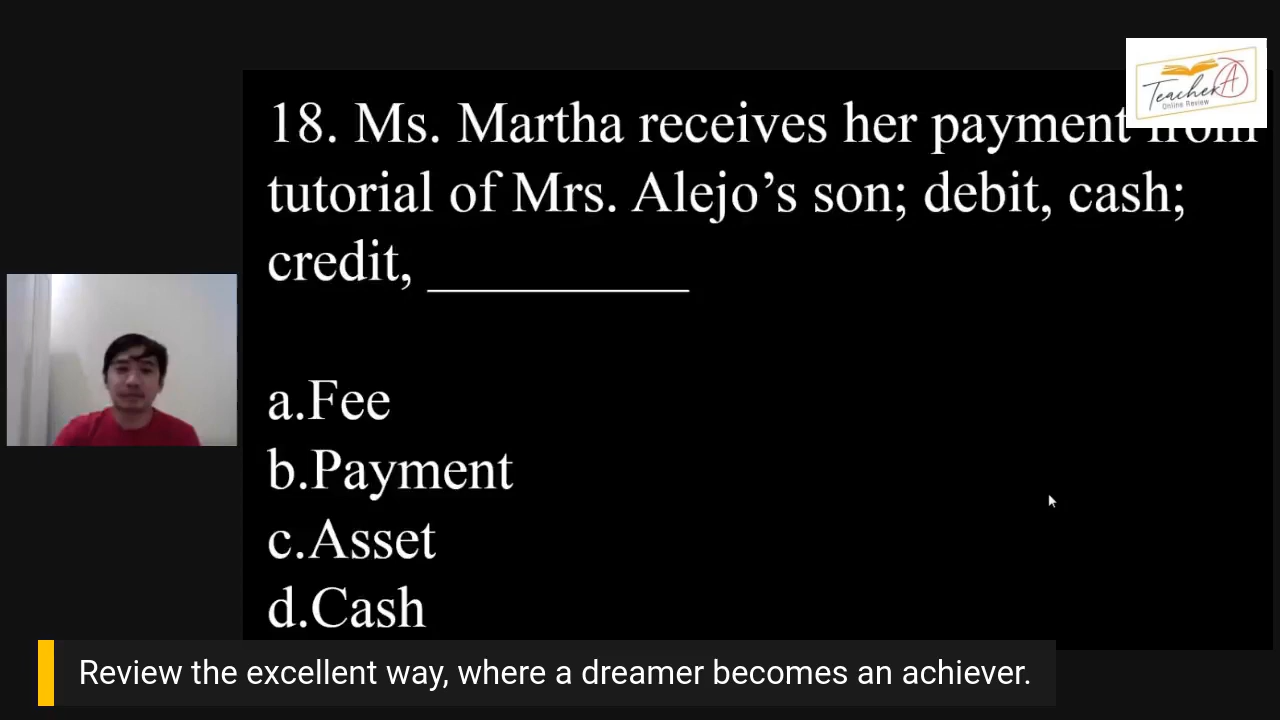 Teacher A
Online Review
18. Ms. Martha receives her payment from
tutorial of Mrs. Alejo’s son; debit, cash;
credit, __________
a.Fee
b.Payment
c.Asset
d.Cash
Review the excellent way, where a dreamer becomes an achiever.